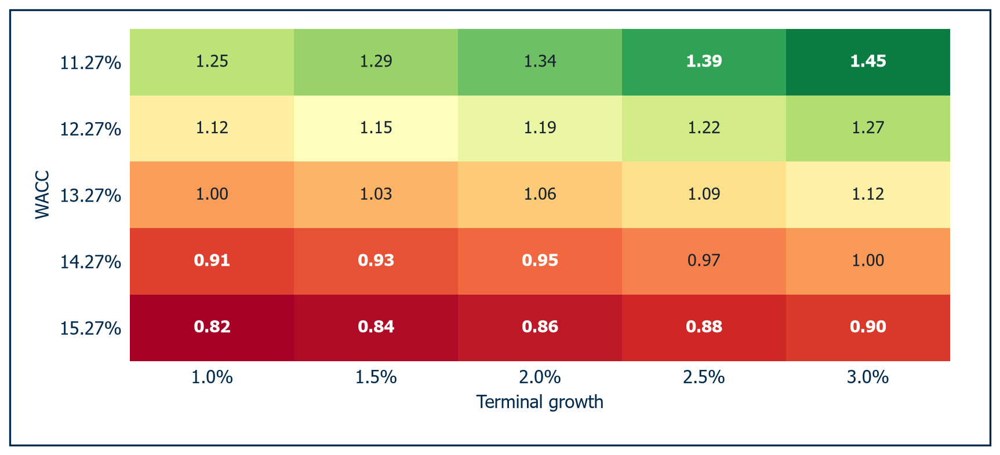 11.27% 1.25 1.29 1.34 1.39 1.45
12.27% 1.12 1.15 1.19 1.22 1.27
WACC
13.27% 1.00 1.03 1.06 1.09 1.12
14.27% 0.91 0.93 0.95 0.97 1.00
15.27% 0.82 0.84 0.86 0.88 0.90
1.0% 1.5% 2.0% 2.5% 3.0%
Terminal growth